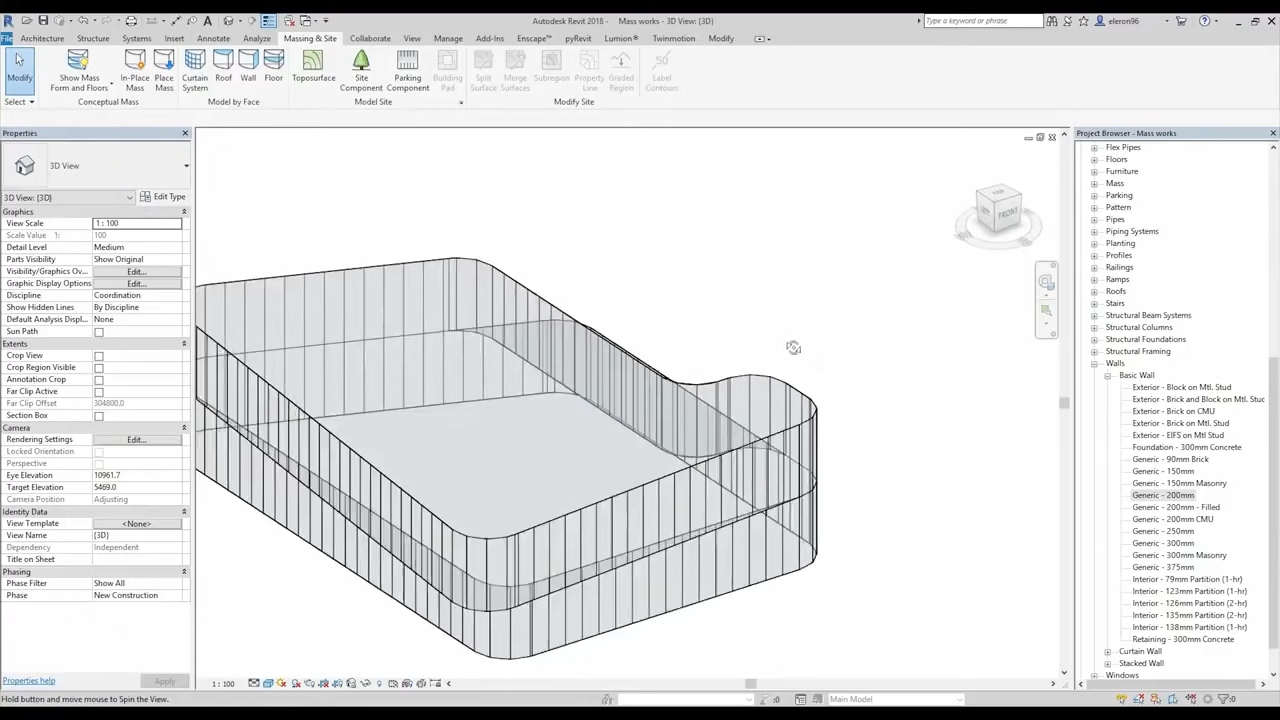 Autodesk Revit 2018 - Mass works - 3D View: {3D}
Type a keyword or phrase
eleron96
File Architecture Structure Systems Insert Annotate Analyze Massing & Site Collaborate View Manage Add-Ins Enscape™ pyRevit Lumion® Twinmotion Modify
Modify
Show Mass Form and Floors
In-Place Mass
Place Mass
Curtain System
Roof
Wall
Floor
Toposurface
Site Component
Parking Component
Building Pad
Split Surface
Merge Surfaces
Subregion
Property Line
Graded Region
Label Contours
Select Conceptual Mass Model by Face Model Site Modify Site
Properties
3D View
3D View: {3D}
Edit Type
Graphics
View Scale 1 : 100
Scale Value 1: 100
Detail Level Medium
Parts Visibility Show Original
Visibility/Graphics Ov... Edit...
Graphic Display Options Edit...
Discipline Coordination
Show Hidden Lines By Discipline
Default Analysis Displ... None
Sun Path
Extents
Crop View
Crop Region Visible
Annotation Crop
Far Clip Active
Far Clip Offset 304800.0
Section Box
Camera
Rendering Settings Edit...
Locked Orientation
Perspective
Eye Elevation 10961.7
Target Elevation 5469.0
Camera Position Adjusting
Identity Data
View Template <None>
View Name {3D}
Dependency Independent
Title on Sheet
Phasing
Phase Filter Show All
Phase New Construction
Properties help
Apply
LEFT
FRONT
1 : 100
Project Browser - Mass works
Flex Pipes
Floors
Furniture
Mass
Parking
Pattern
Pipes
Piping Systems
Planting
Profiles
Railings
Ramps
Roofs
Stairs
Structural Beam Systems
Structural Columns
Structural Foundations
Structural Framing
Walls
Basic Wall
Exterior - Block on Mtl. Stud
Exterior - Brick and Block on Mtl. Stuc
Exterior - Brick on CMU
Exterior - Brick on Mtl. Stud
Exterior - EIFS on Mtl Stud
Foundation - 300mm Concrete
Generic - 90mm Brick
Generic - 150mm
Generic - 150mm Masonry
Generic - 200mm
Generic - 200mm - Filled
Generic - 200mm CMU
Generic - 250mm
Generic - 300mm
Generic - 300mm Masonry
Generic - 375mm
Interior - 79mm Partition (1-hr)
Interior - 123mm Partition (1-hr)
Interior - 126mm Partition (2-hr)
Interior - 135mm Partition (2-hr)
Interior - 138mm Partition (1-hr)
Retaining - 300mm Concrete
Curtain Wall
Stacked Wall
Windows
Hold button and move mouse to Spin the View.
:0
Main Model
:0